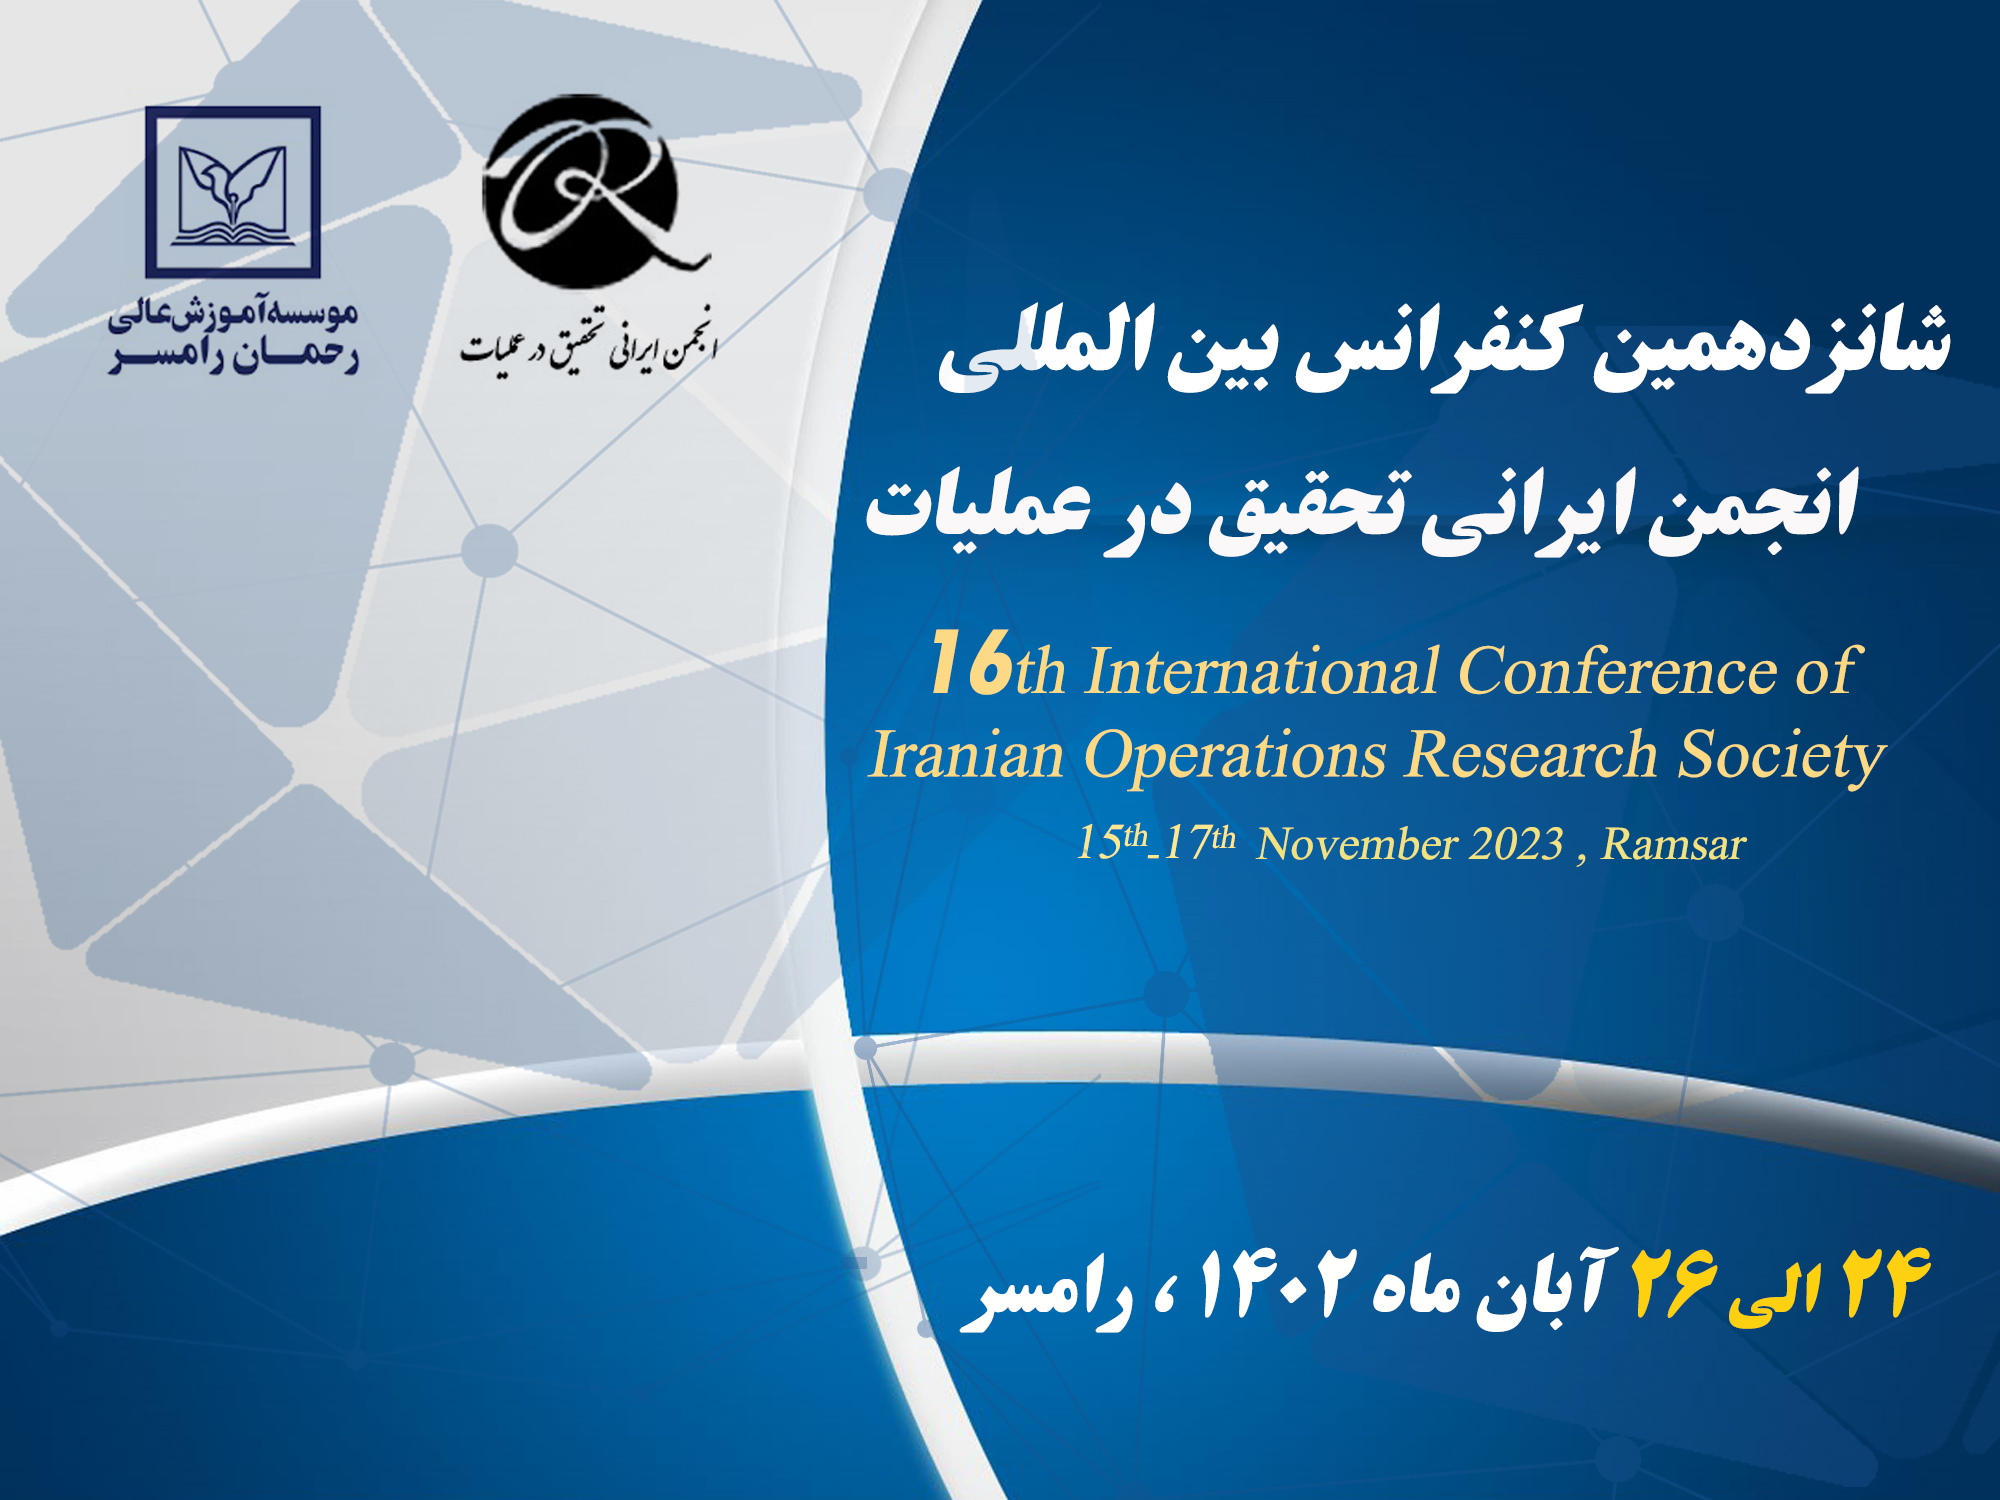 موسسه‌آموزش‌عالی
رحمان رامسر
انجمن ایرانی تحقیق در عملیات
شانزدهمین کنفرانس بین المللی
انجمن ایرانی تحقیق در عملیات
16th International Conference of
Iranian Operations Research Society
15th-17th November 2023 , Ramsar
۲۴ الی ۲۶ آبان ماه ۱۴۰۲ ، رامسر